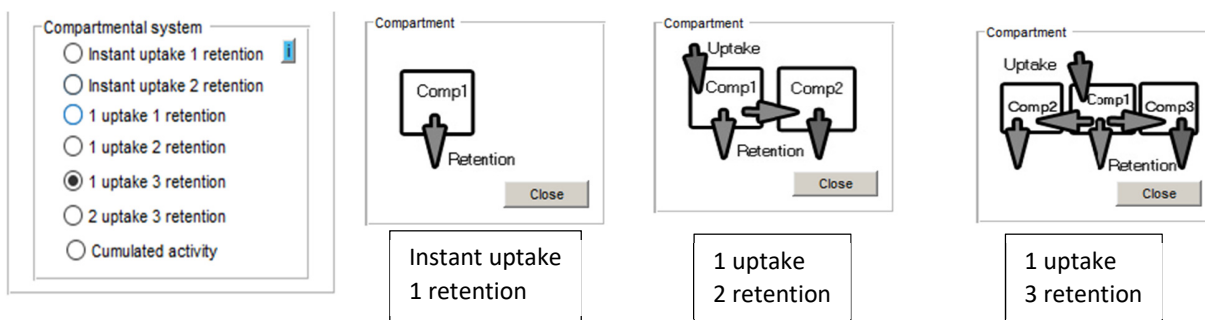 Compartmental system
Instant uptake 1 retention
i
Instant uptake 2 retention
1 uptake 1 retention
1 uptake 2 retention
1 uptake 3 retention
2 uptake 3 retention
Cumulated activity
Compartment
Comp1
Retention
Close
Instant uptake
1 retention
Compartment
Uptake
Comp1
Comp2
Retention
Close
1 uptake
2 retention
Compartment
Uptake
Comp2
Comp1
Comp3
Retention
Close
1 uptake
3 retention